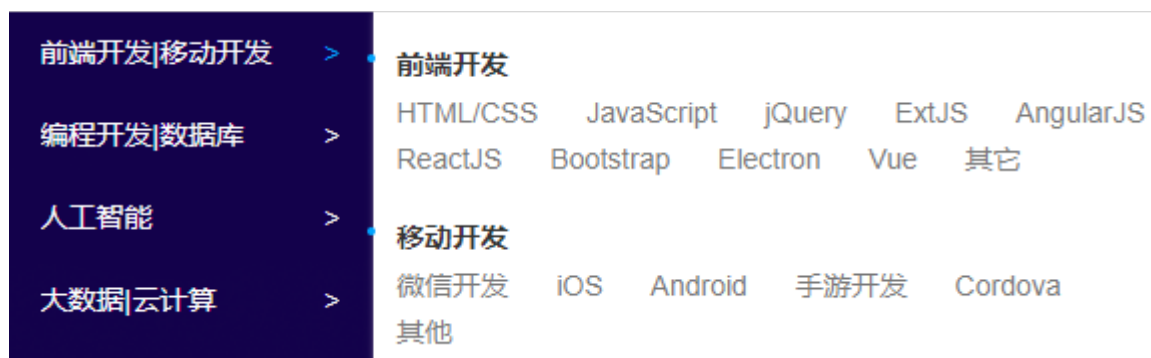 前端开发|移动开发 >
编程开发|数据库 >
人工智能 >
大数据|云计算 >
前端开发
HTML/CSS JavaScript jQuery ExtJS AngularJS
ReactJS Bootstrap Electron Vue 其它
移动开发
微信开发 iOS Android 手游开发 Cordova
其他